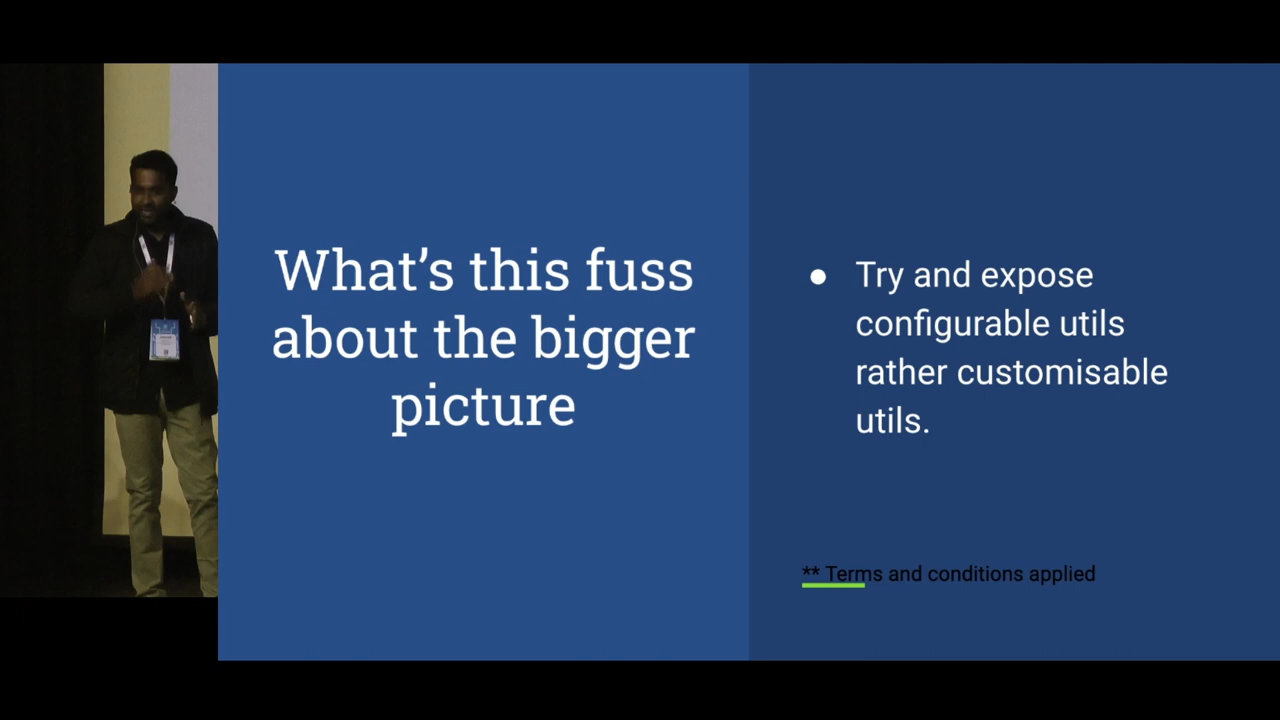 What’s this fuss
about the bigger
picture
● Try and expose
configurable utils
rather customisable
utils.
** Terms and conditions applied